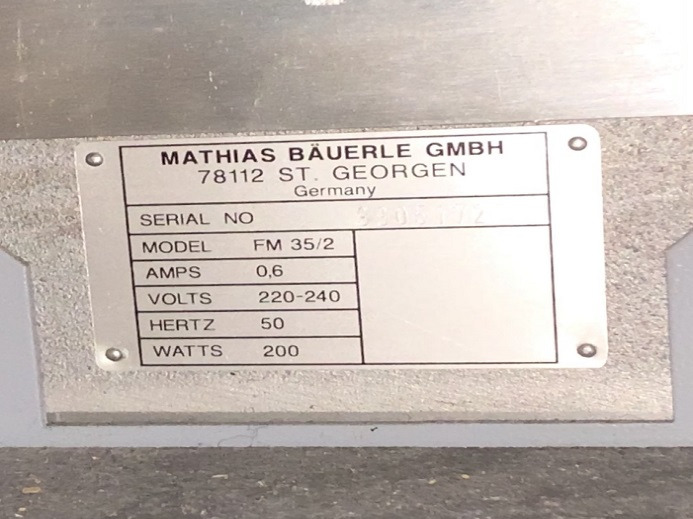 MATHIAS BÄUERLE GMBH
78112 ST. GEORGEN
Germany
SERIAL NO
MODEL FM 35/2
AMPS 0,6
VOLTS 220-240
HERTZ 50
WATTS 200